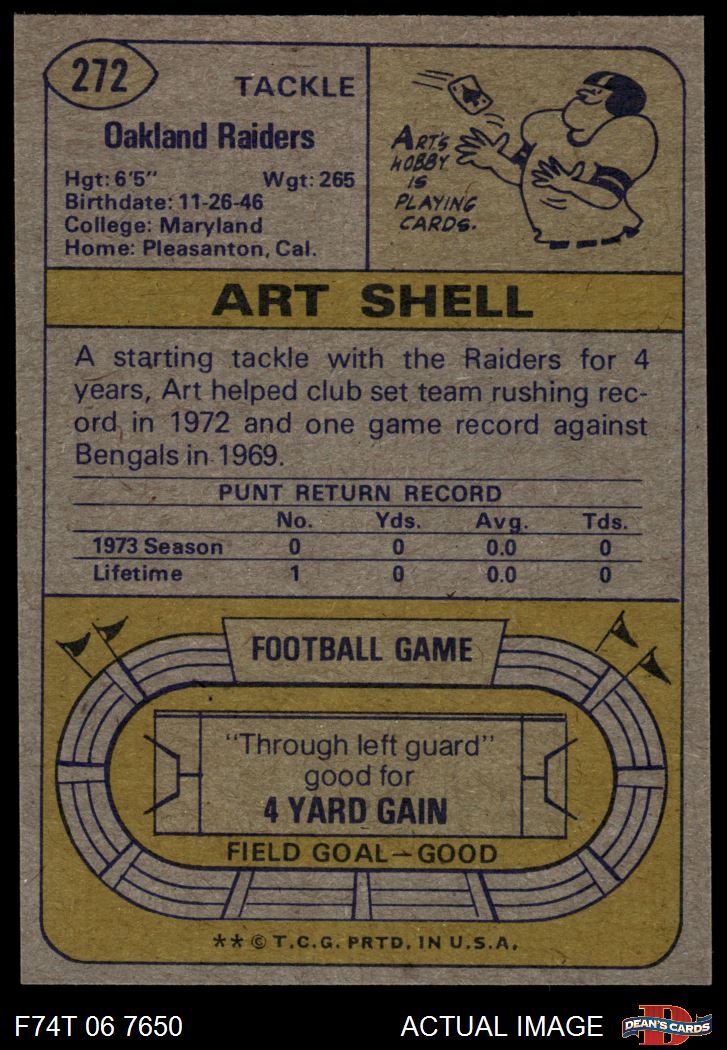 272
TACKLE
Oakland Raiders
Hgt: 6'5" Wgt: 265
Birthdate: 11-26-46
College: Maryland
Home: Pleasanton, Cal.
ART'S
HOBBY
IS
PLAYING
CARDS.
ART SHELL
A starting tackle with the Raiders for 4
years, Art helped club set team rushing rec-
ord in 1972 and one game record against
Bengals in 1969.
PUNT RETURN RECORD
No. Yds. Avg. Tds.
1973 Season 0 0 0.0 0
Lifetime 1 0 0.0 0
FOOTBALL GAME
"Through left guard"
good for
4 YARD GAIN
FIELD GOAL—GOOD
** © T.C.G. PRTD. IN U.S.A.
F74T 06 7650 ACTUAL IMAGE
D
DEAN'S CARDS